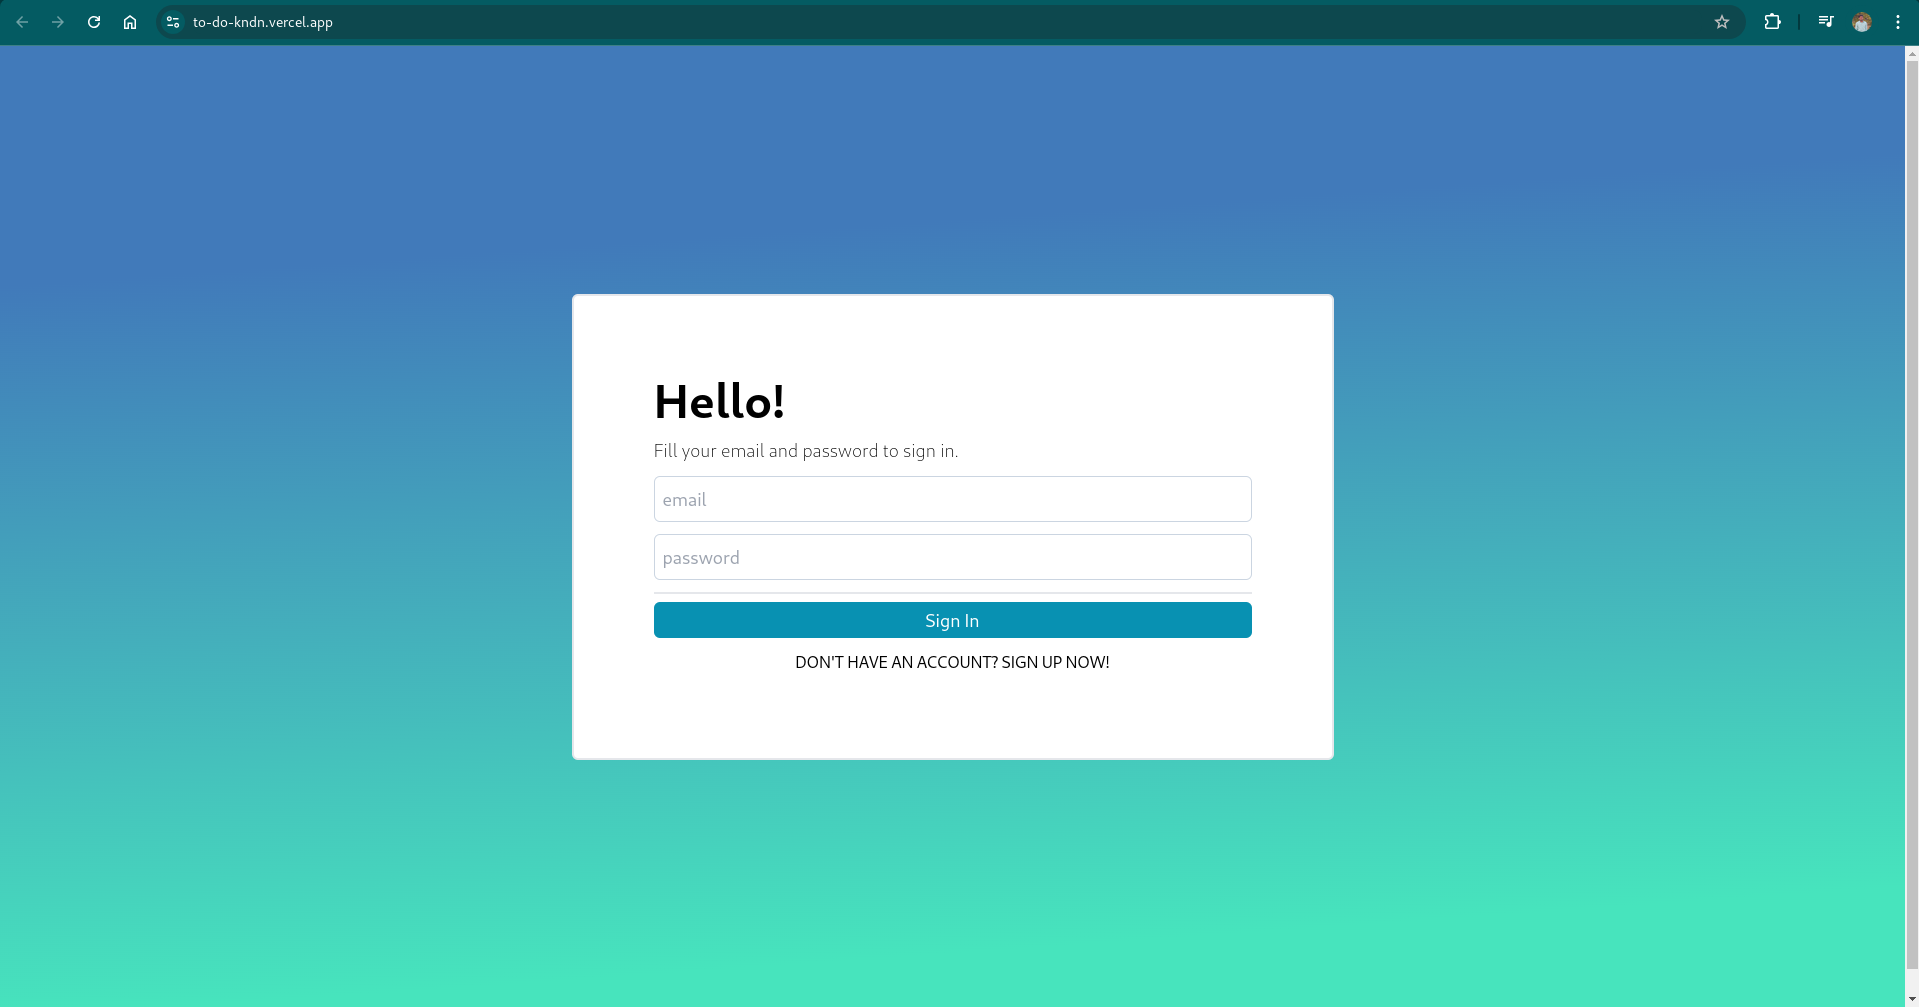 to-do-kndn.vercel.app
Hello!
Fill your email and password to sign in.
email
password
Sign In
DON'T HAVE AN ACCOUNT? SIGN UP NOW!